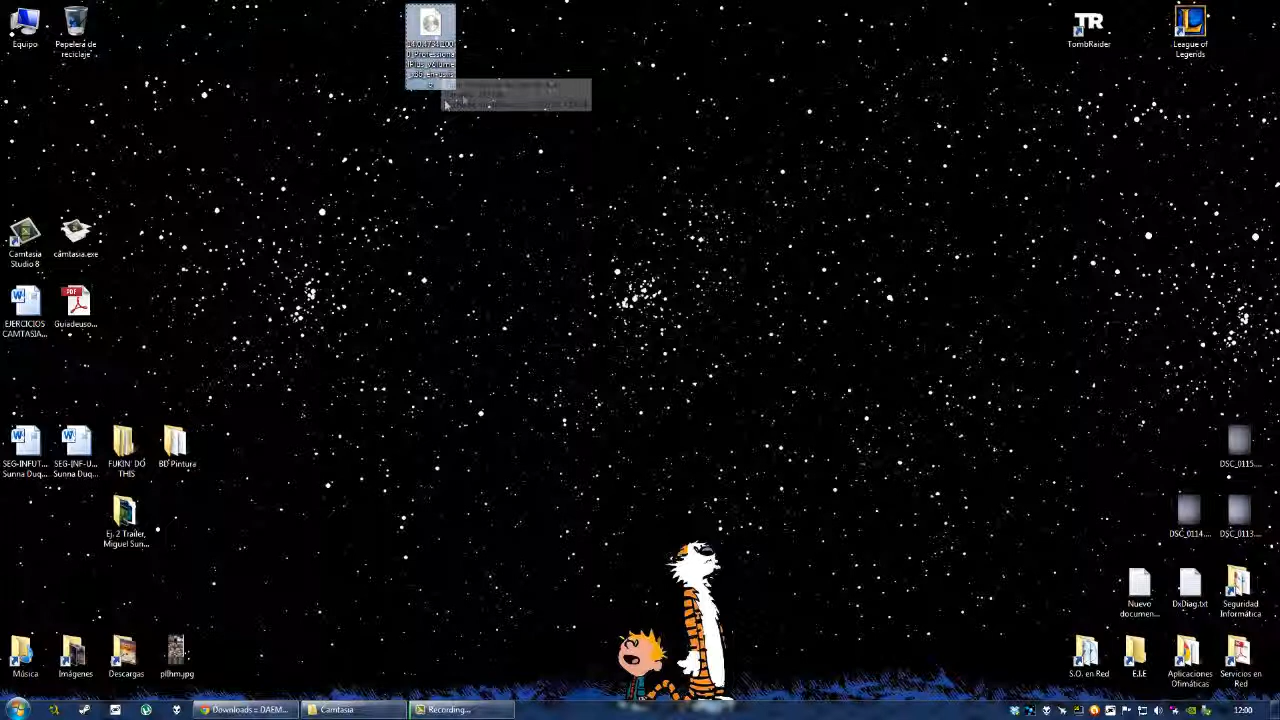 Equipo
Papelera de
reciclaje
TR
TombRaider
League of
Legends
Camtasia
Studio 8
camtasia.exe
PDF
EJERCICIOS
CAMTASIA...
Guiadeuso...
SEG-INFUT...
Sunna Duq...
SEG-INF-U...
Sunna Duq...
FUKIN' DO
THIS
BD Pintura
Ej. 2 Trailer,
Miguel Sun...
DSC_0115....
DSC_0114....
DSC_0113....
Nuevo
documen...
DxDiag.txt
Seguridad
Informática
Música
Imágenes
Descargas
pllhm.jpg
S.O. en Red
E.I.E
Aplicaciones
Ofimáticas
Servicios en
Red
Downloads :: DAEM...
Camtasia
Recording...
12:00